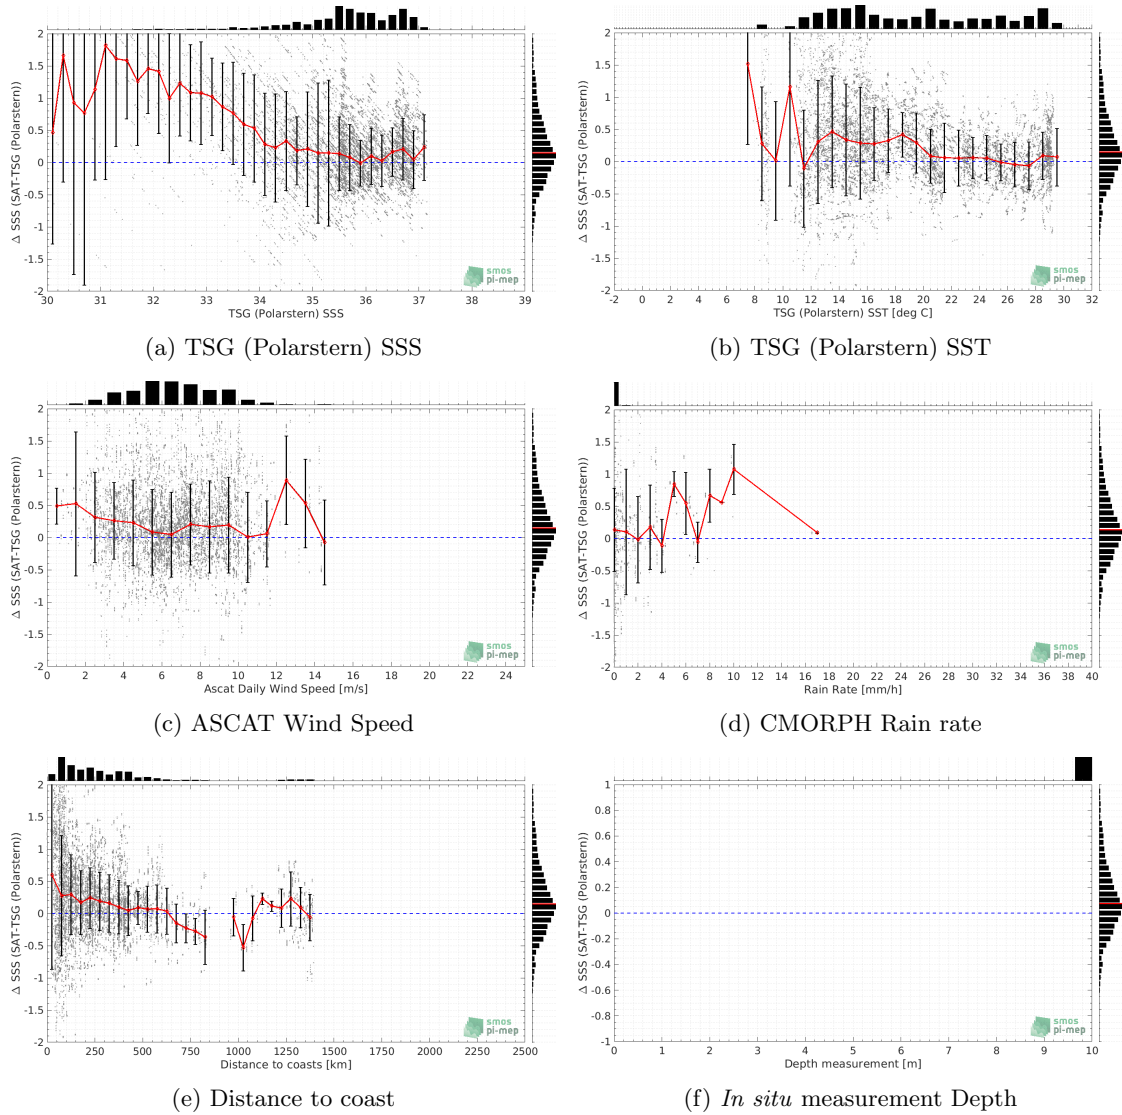 2
1.5
1
0.5
0
-0.5
-1
-1.5
-2
Δ SSS (SAT-TSG (Polarstern))
30 31 32 33 34 35 36 37 38 39
TSG (Polarstern) SSS
smos
pi-mep
(a) TSG (Polarstern) SSS
2
1.5
1
0.5
0
-0.5
-1
-1.5
-2
Δ SSS (SAT-TSG (Polarstern))
-2 0 2 4 6 8 10 12 14 16 18 20 22 24 26 28 30 32
TSG (Polarstern) SST [deg C]
smos
pi-mep
(b) TSG (Polarstern) SST
2
1.5
1
0.5
0
-0.5
-1
-1.5
-2
Δ SSS (SAT-TSG (Polarstern))
0 2 4 6 8 10 12 14 16 18 20 22 24
Ascat Daily Wind Speed [m/s]
smos
pi-mep
(c) ASCAT Wind Speed
2
1.5
1
0.5
0
-0.5
-1
-1.5
-2
Δ SSS (SAT-TSG (Polarstern))
0 2 4 6 8 10 12 14 16 18 20 22 24 26 28 30 32 34 36 38 40
Rain Rate [mm/h]
smos
pi-mep
(d) CMORPH Rain rate
2
1.5
1
0.5
0
-0.5
-1
-1.5
-2
Δ SSS (SAT-TSG (Polarstern))
0 250 500 750 1000 1250 1500 1750 2000 2250 2500
Distance to coasts [km]
smos
pi-mep
(e) Distance to coast
1
0.8
0.6
0.4
0.2
0
-0.2
-0.4
-0.6
-0.8
-1
Δ SSS (SAT-TSG (Polarstern))
0 1 2 3 4 5 6 7 8 9 10
Depth measurement [m]
smos
pi-mep
(f) In situ measurement Depth